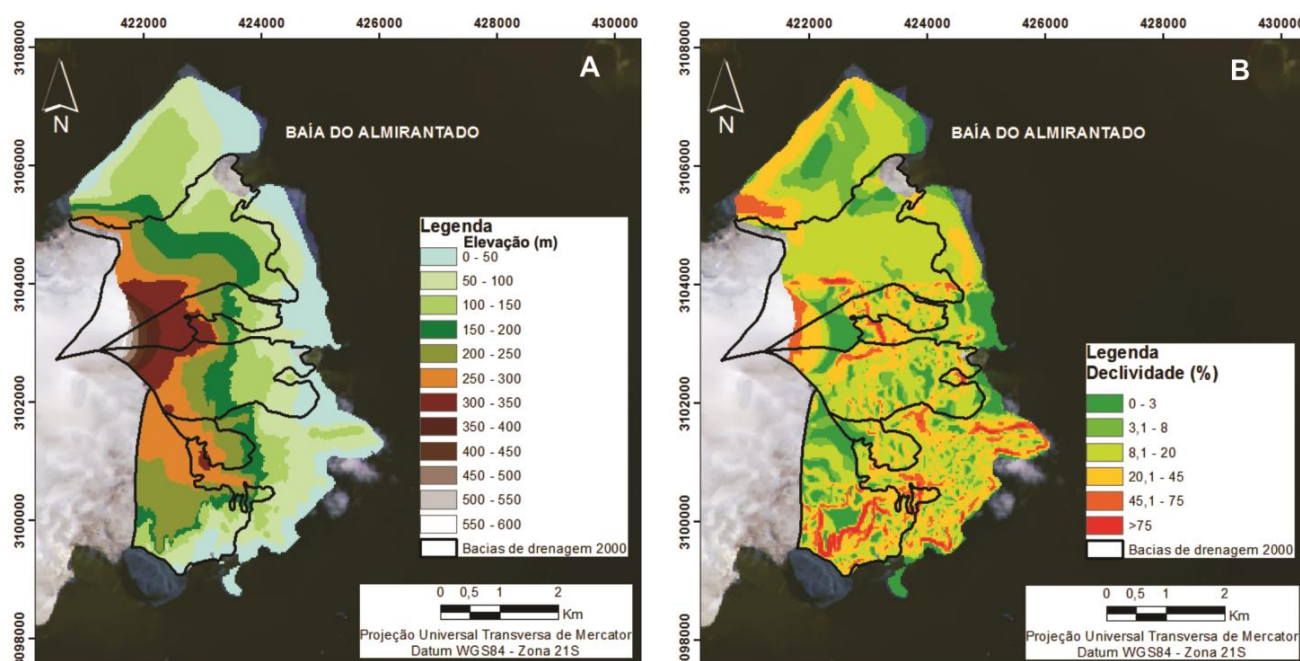 422000 424000 426000 428000 430000
A
N
BAÍA DO ALMIRANTADO
3108000
3106000
3104000
3102000
3100000
3098000
Legenda
Elevação (m)
0 - 50
50 - 100
100 - 150
150 - 200
200 - 250
250 - 300
300 - 350
350 - 400
400 - 450
450 - 500
500 - 550
550 - 600
Bacias de drenagem 2000
0 0,5 1 2
Km
Projeção Universal Transversa de Mercator
Datum WGS84 - Zona 21S
422000 424000 426000 428000 43000
B
N
BAÍA DO ALMIRANTADO
3108000
3106000
3104000
3102000
3100000
098000
Legenda
Declividade (%)
0 - 3
3,1 - 8
8,1 - 20
20,1 - 45
45,1 - 75
>75
Bacias de drenagem 2000
0 0,5 1 2
Km
Projeção Universal Transversa de Mercator
Datum WGS84 - Zona 21S